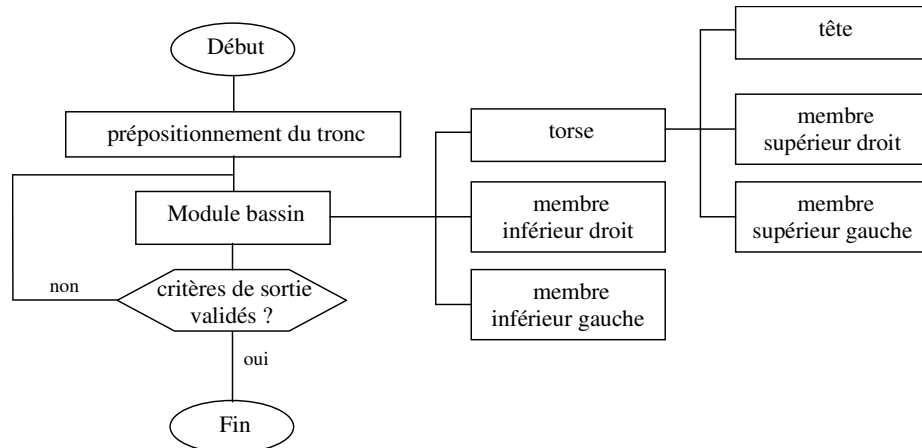 Début
prépositionnement du tronc
Module bassin
critères de sortie
validés ?
non
oui
Fin
torse
membre
inférieur droit
membre
inférieur gauche
tête
membre
supérieur droit
membre
supérieur gauche